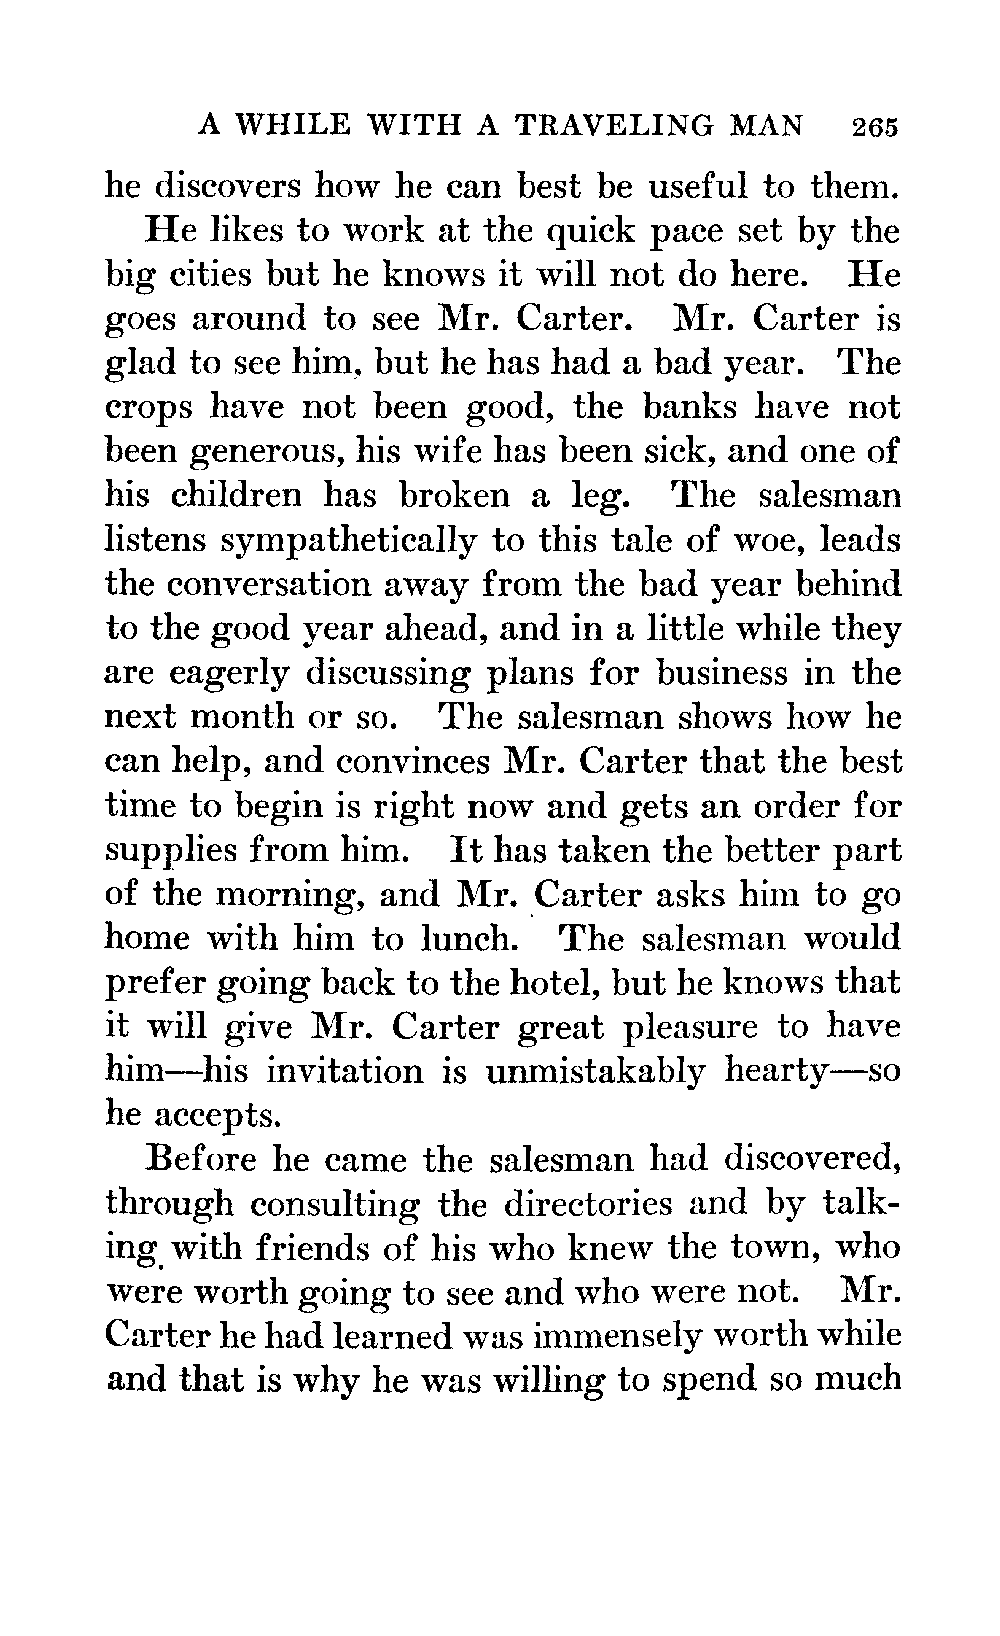 A WHILE WITH A TRAVELING MAN 265
he discovers how he can best be useful to them.
He likes to work at the quick pace set by the
big cities but he knows it will not do here. He
goes around to see Mr. Carter. Mr. Carter is
glad to see him, but he has had a bad year. The
crops have not been good, the banks have not
been generous, his wife has been sick, and one of
his children has broken a leg. The salesman
listens sympathetically to this tale of woe, leads
the conversation away from the bad year behind
to the good year ahead, and in a little while they
are eagerly discussing plans for business in the
next month or so. The salesman shows how he
can help, and convinces Mr. Carter that the best
time to begin is right now and gets an order for
supplies from him. It has taken the better part
of the morning, and Mr. Carter asks him to go
home with him to lunch. The salesman would
prefer going back to the hotel, but he knows that
it will give Mr. Carter great pleasure to have
him—his invitation is unmistakably hearty—so
he accepts.
Before he came the salesman had discovered,
through consulting the directories and by talk-
ing with friends of his who knew the town, who
were worth going to see and who were not. Mr.
Carter he had learned was immensely worth while
and that is why he was willing to spend so much